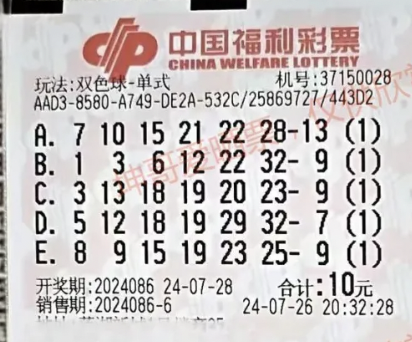 中国福利彩票
CHINA WELFARE LOTTERY
玩法:双色球-单式 机号:37150028
AAD3-8580-A749-DE2A-532C/25869727/443D2
A. 7 10 15 21 22 28-13 (1)
B. 1 3 6 12 22 32- 9 (1)
C. 3 13 18 19 20 23- 9 (1)
D. 5 12 18 19 29 32- 7 (1)
E. 8 9 15 19 23 25- 9 (1)
开奖期:2024086 24-07-28 合计:10元
销售期:2024086-6 24-07-26 20:32:28